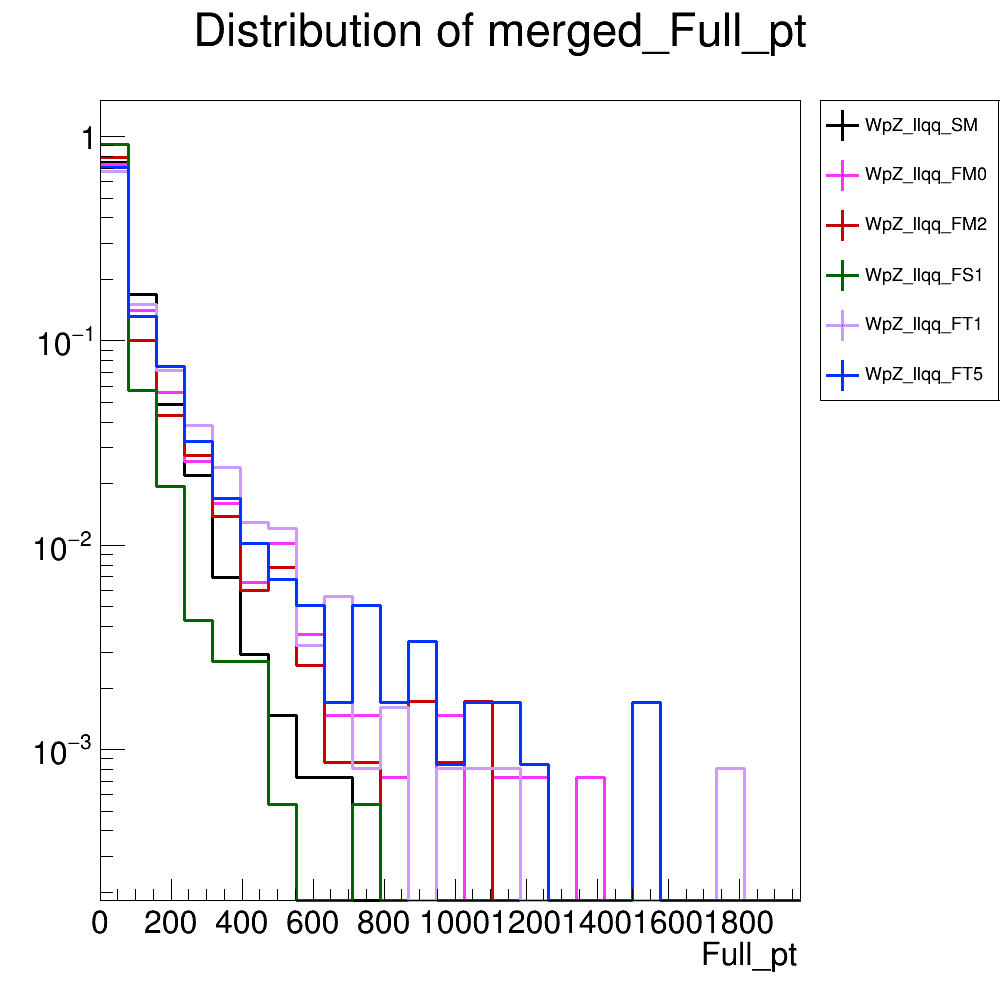 Distribution of merged_Full_pt
WpZ_llqq_SM
WpZ_llqq_FM0
WpZ_llqq_FM2
WpZ_llqq_FS1
WpZ_llqq_FT1
WpZ_llqq_FT5
1
10−1
10−2
10−3
0 200 400 600 800 1000 1200 1400 1600 1800
Full_pt